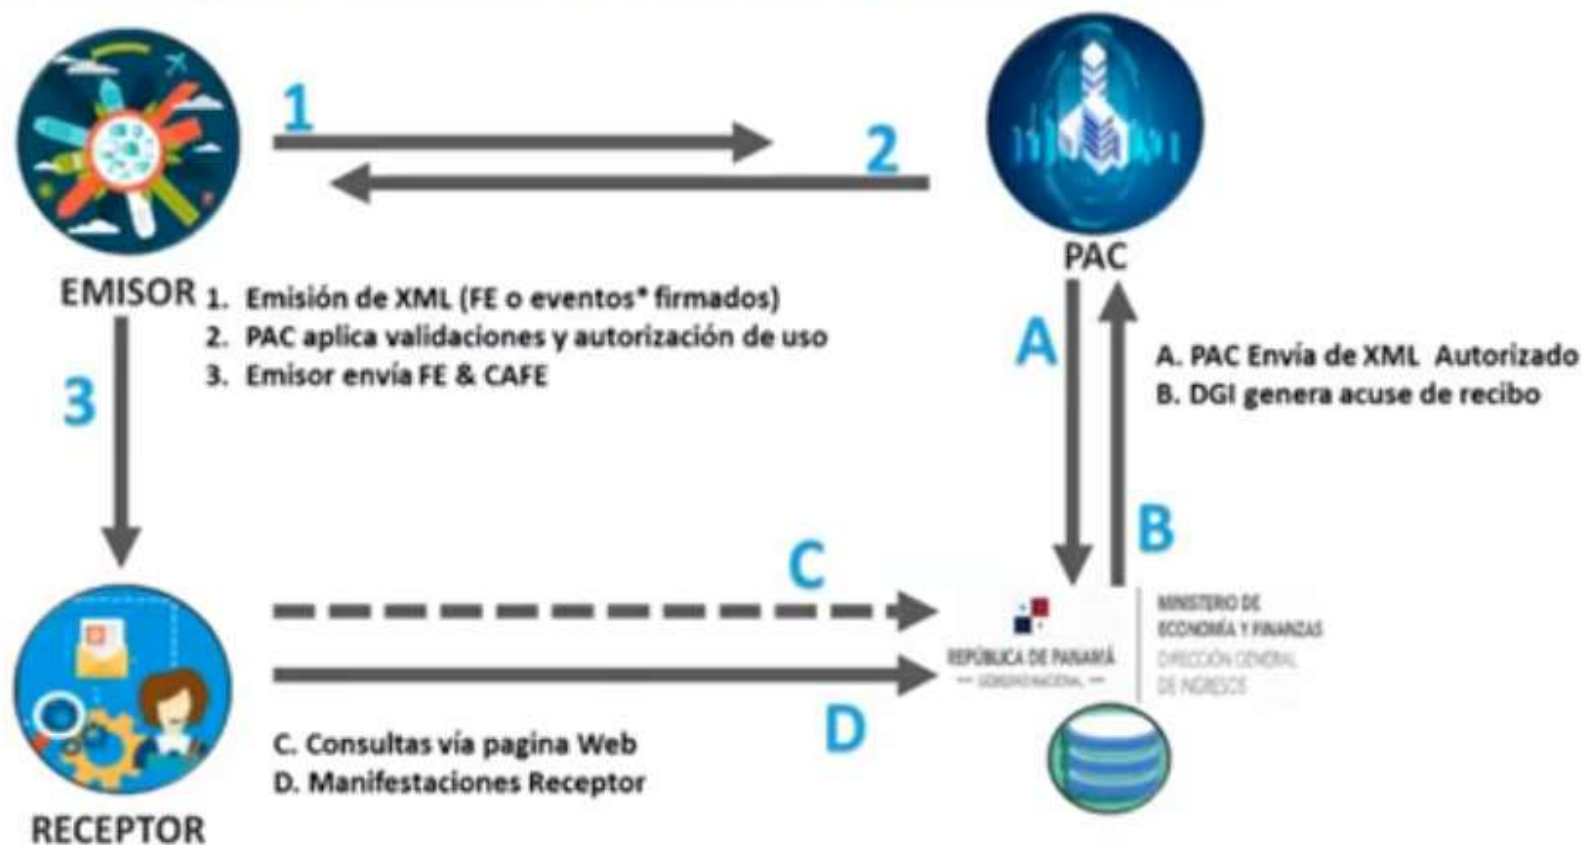 1
2
PAC
EMISOR
1. Emisión de XML (FE o eventos* firmados)
2. PAC aplica validaciones y autorización de uso
3. Emisor envía FE & CAFE
3
A
A. PAC Envía de XML Autorizado
B. DGI genera acuse de recibo
B
C
REPÚBLICA DE PANAMÁ
— GOBIERNO NACIONAL —
MINISTERIO DE
ECONOMÍA Y FINANZAS
DIRECCIÓN GENERAL
DE INGRESOS
D
C. Consultas vía pagina Web
D. Manifestaciones Receptor
RECEPTOR